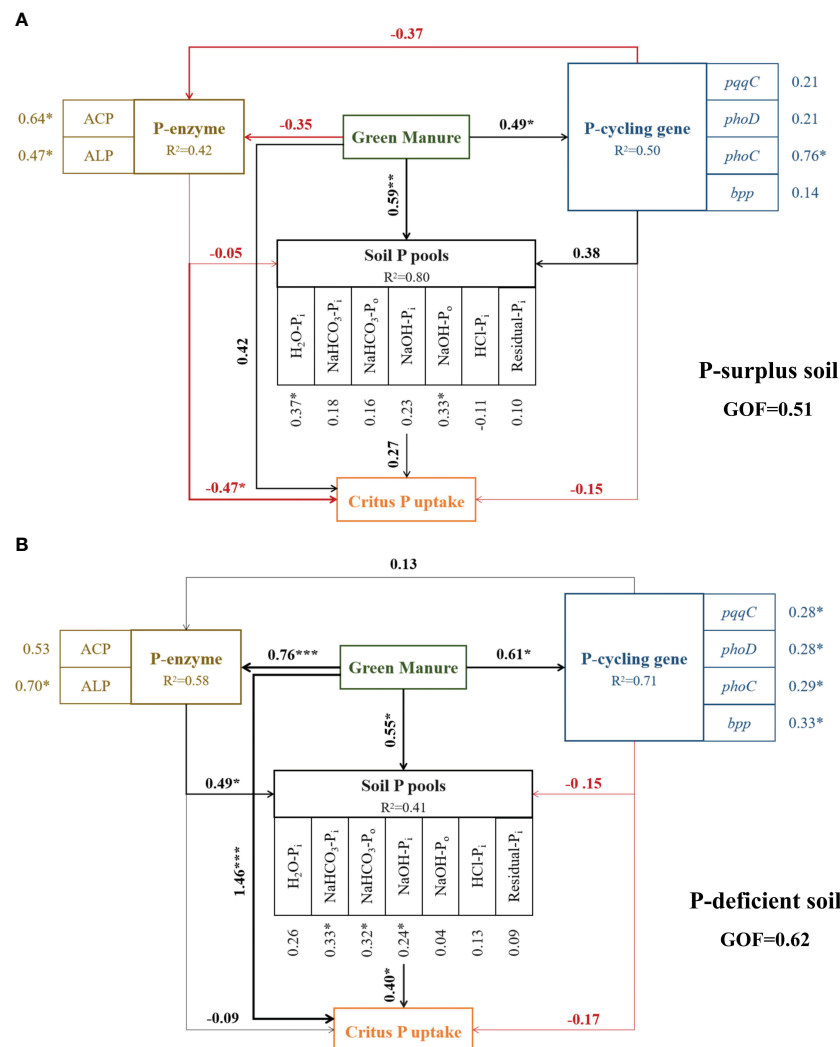 A
-0.37
0.64*
ACP
0.47*
ALP
P-enzyme
R²=0.42
-0.35
Green Manure
0.49*
P-cycling gene
R²=0.50
pqqC
0.21
phoD
0.21
phoC
0.76*
bpp
0.14
0.59**
-0.05
Soil P pools
R²=0.80
0.38
H₂O-Pᵢ
NaHCO₃-Pᵢ
NaHCO₃-Pₒ
NaOH-Pᵢ
NaOH-Pₒ
HCl-Pᵢ
Residual-Pᵢ
0.42
0.37*
0.18
0.16
0.23
0.33*
-0.11
0.10
P-surplus soil
GOF=0.51
0.27
-0.47*
Critus P uptake
-0.15
B
0.13
0.53
ACP
0.70*
ALP
P-enzyme
R²=0.58
0.76***
Green Manure
0.61*
P-cycling gene
R²=0.71
pqqC
0.28*
phoD
0.28*
phoC
0.29*
bpp
0.33*
0.55*
0.49*
Soil P pools
R²=0.41
-0 .15
H₂O-Pᵢ
NaHCO₃-Pᵢ
NaHCO₃-Pₒ
NaOH-Pᵢ
NaOH-Pₒ
HCl-Pᵢ
Residual-Pᵢ
1.46***
0.26
0.33*
0.32*
0.24*
0.04
0.13
0.09
P-deficient soil
GOF=0.62
0.40*
-0.09
Critus P uptake
-0.17